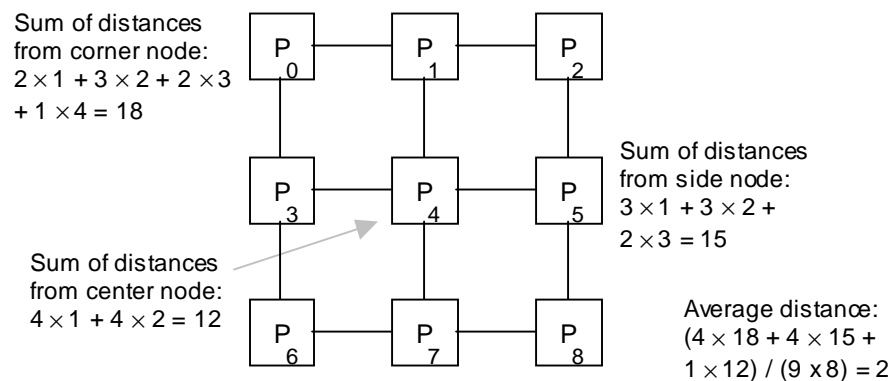 Sum of distances
from corner node:
2 × 1 + 3 × 2 + 2 × 3
+ 1 × 4 = 18
P0
P1
P2
P3
P4
P5
Sum of distances
from side node:
3 × 1 + 3 × 2 +
2 × 3 = 15
Sum of distances
from center node:
4 × 1 + 4 × 2 = 12
P6
P7
P8
Average distance:
(4 × 18 + 4 × 15 +
1 × 12) / (9 x 8) = 2